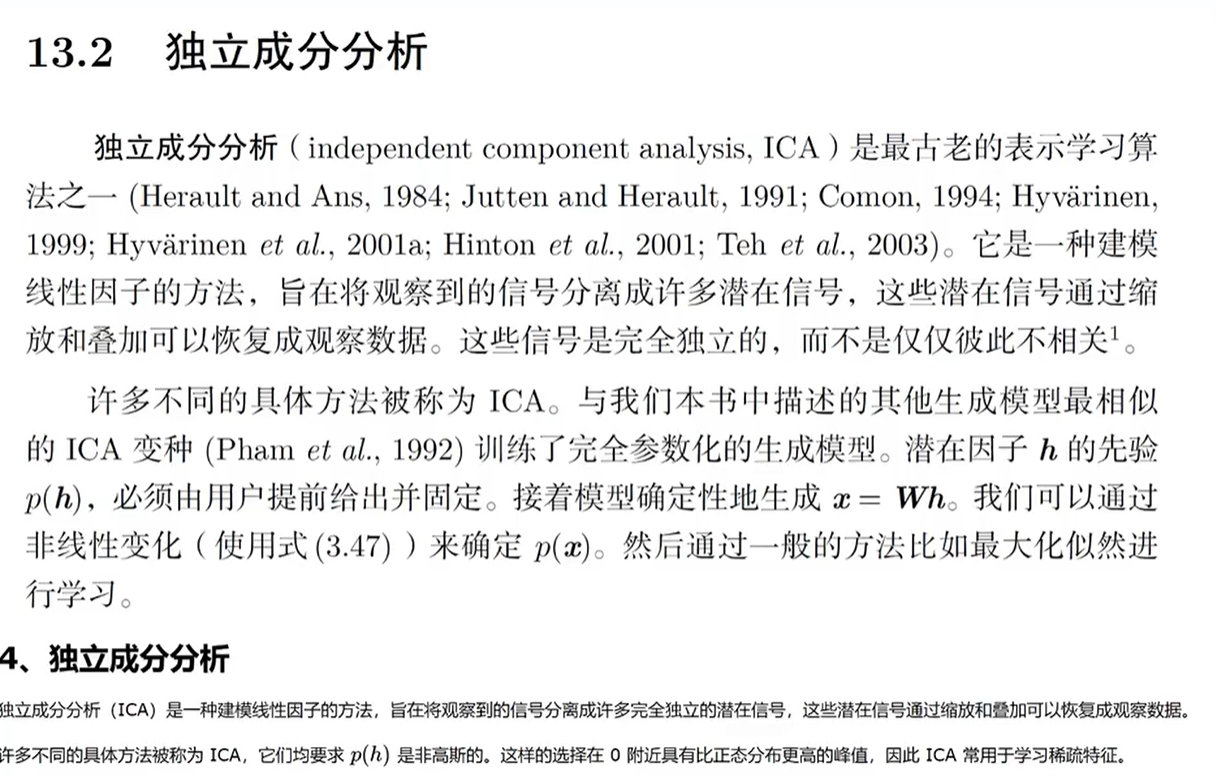 13.2 独立成分分析
独立成分分析（independent component analysis, ICA）是最古老的表示学习算
法之一 (Herault and Ans, 1984; Jutten and Herault, 1991; Comon, 1994; Hyvärinen,
1999; Hyvärinen et al., 2001a; Hinton et al., 2001; Teh et al., 2003)。它是一种建模
线性因子的方法，旨在将观察到的信号分离成许多潜在信号，这些潜在信号通过缩
放和叠加可以恢复成观察数据。这些信号是完全独立的，而不是仅仅彼此不相关¹。
许多不同的具体方法被称为 ICA。与我们本书中描述的其他生成模型最相似
的 ICA 变种 (Pham et al., 1992) 训练了完全参数化的生成模型。潜在因子 h 的先验
p(h)，必须由用户提前给出并固定。接着模型确定性地生成 x = Wh。我们可以通过
非线性变化（使用式(3.47)）来确定 p(x)。然后通过一般的方法比如最大化似然进
行学习。
4、独立成分分析
独立成分分析（ICA）是一种建模线性因子的方法，旨在将观察到的信号分离成许多完全独立的潜在信号，这些潜在信号通过缩放和叠加可以恢复成观察数据。
许多不同的具体方法被称为 ICA，它们均要求 p(h) 是非高斯的。这样的选择在 0 附近具有比正态分布更高的峰值，因此 ICA 常用于学习稀疏特征。